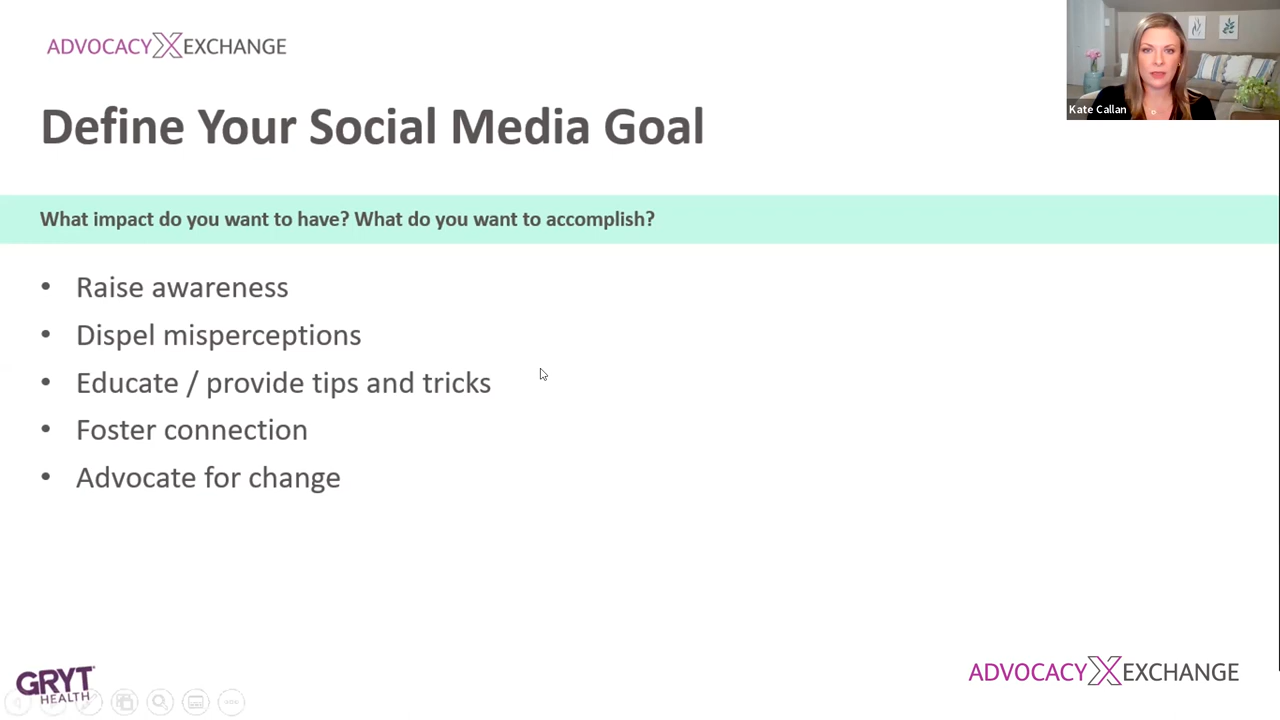 ADVOCACY EXCHANGE
Kate Callan
Define Your Social Media Goal
What impact do you want to have? What do you want to accomplish?
• Raise awareness
• Dispel misperceptions
• Educate / provide tips and tricks
• Foster connection
• Advocate for change
GRYT
HEALTH
ADVOCACY EXCHANGE